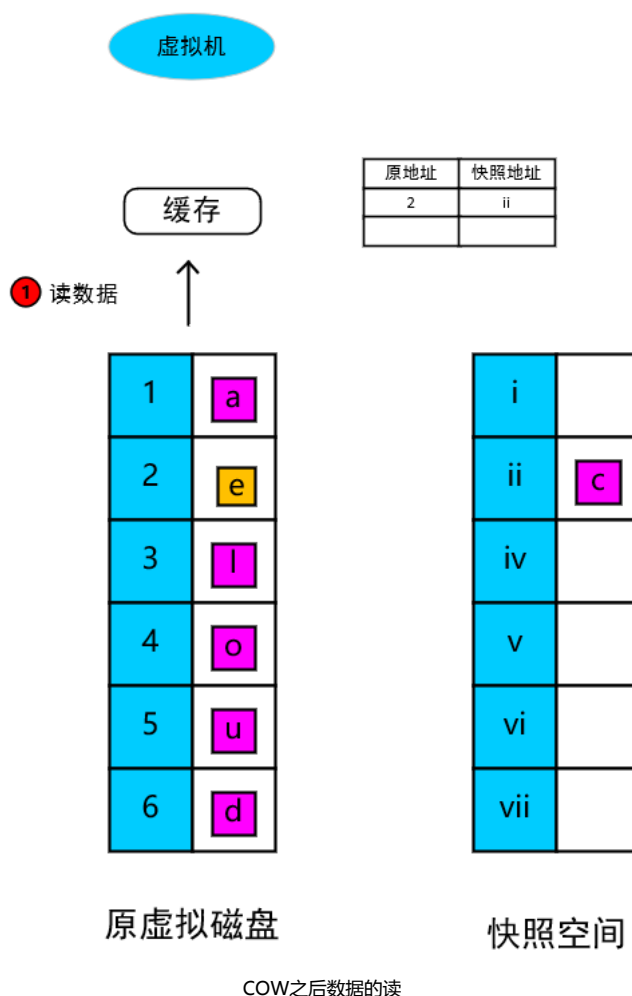 虚拟机
原地址 快照地址
缓存
2 ii
1 读数据
1 a
i
2 e
ii c
3 l
iv
4 o
v
5 u
vi
6 d
vii
原虚拟磁盘
快照空间
COW之后数据的读